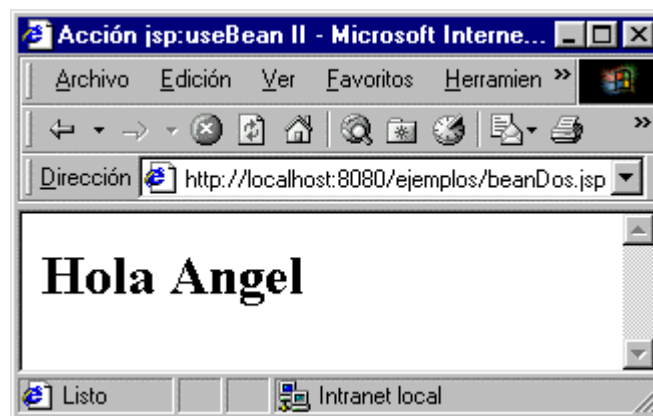 Acción jsp:useBean II - Microsoft Interne...
Archivo Edición Ver Favoritos Herramien »
»
Dirección http://localhost:8080/ejemplos/beanDos.jsp
Hola Angel
Listo Intranet local